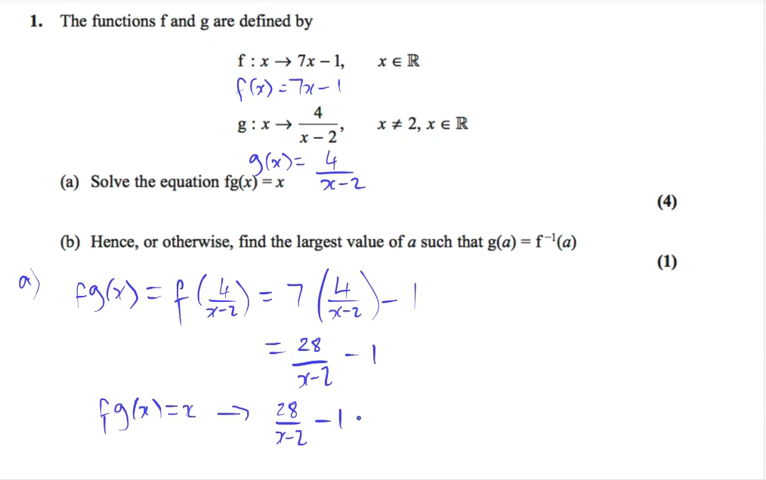 1. The functions f and g are defined by
f : x → 7x – 1, x ∈ ℝ
f(x) = 7x – 1
g : x → 4/(x – 2), x ≠ 2, x ∈ ℝ
g(x) = 4/(x – 2)
(a) Solve the equation fg(x) = x
(4)
(b) Hence, or otherwise, find the largest value of a such that g(a) = f⁻¹(a)
(1)
a) fg(x) = f(4/(x–2)) = 7(4/(x–2)) – 1
= 28/(x–2) – 1
fg(x) = x → 28/(x–2) – 1